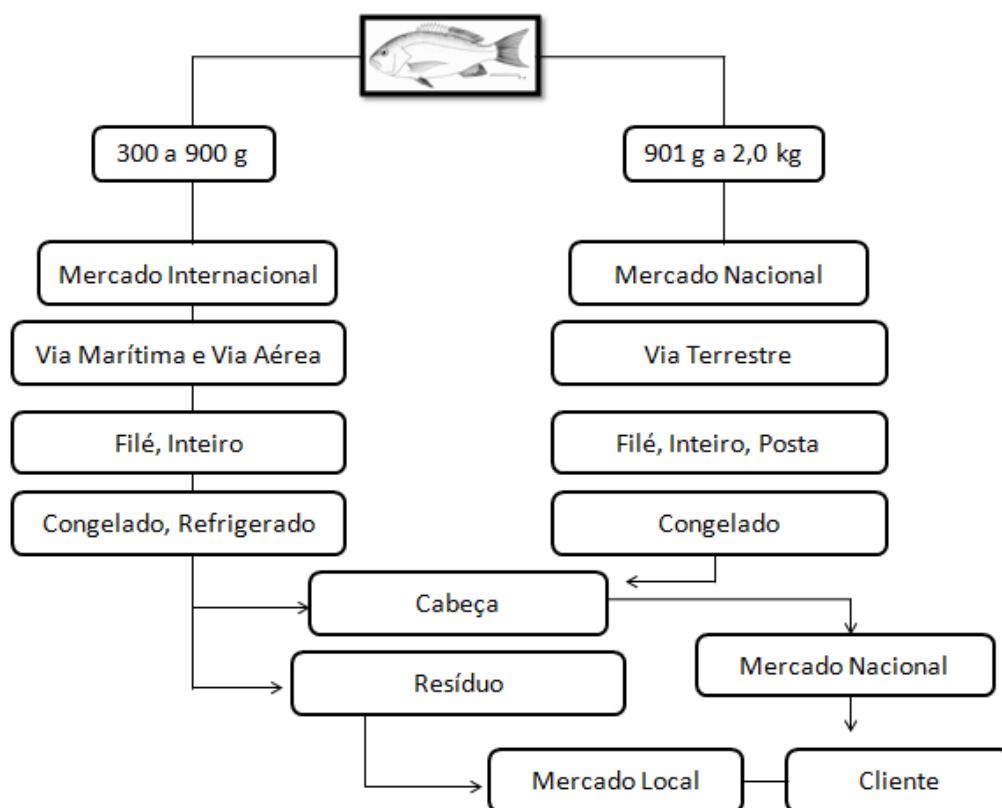 300 a 900 g
901 g a 2,0 kg
Mercado Internacional
Mercado Nacional
Via Marítima e Via Aérea
Via Terrestre
Filé, Inteiro
Filé, Inteiro, Posta
Congelado, Refrigerado
Congelado
Cabeça
Mercado Nacional
Resíduo
Mercado Local
Cliente